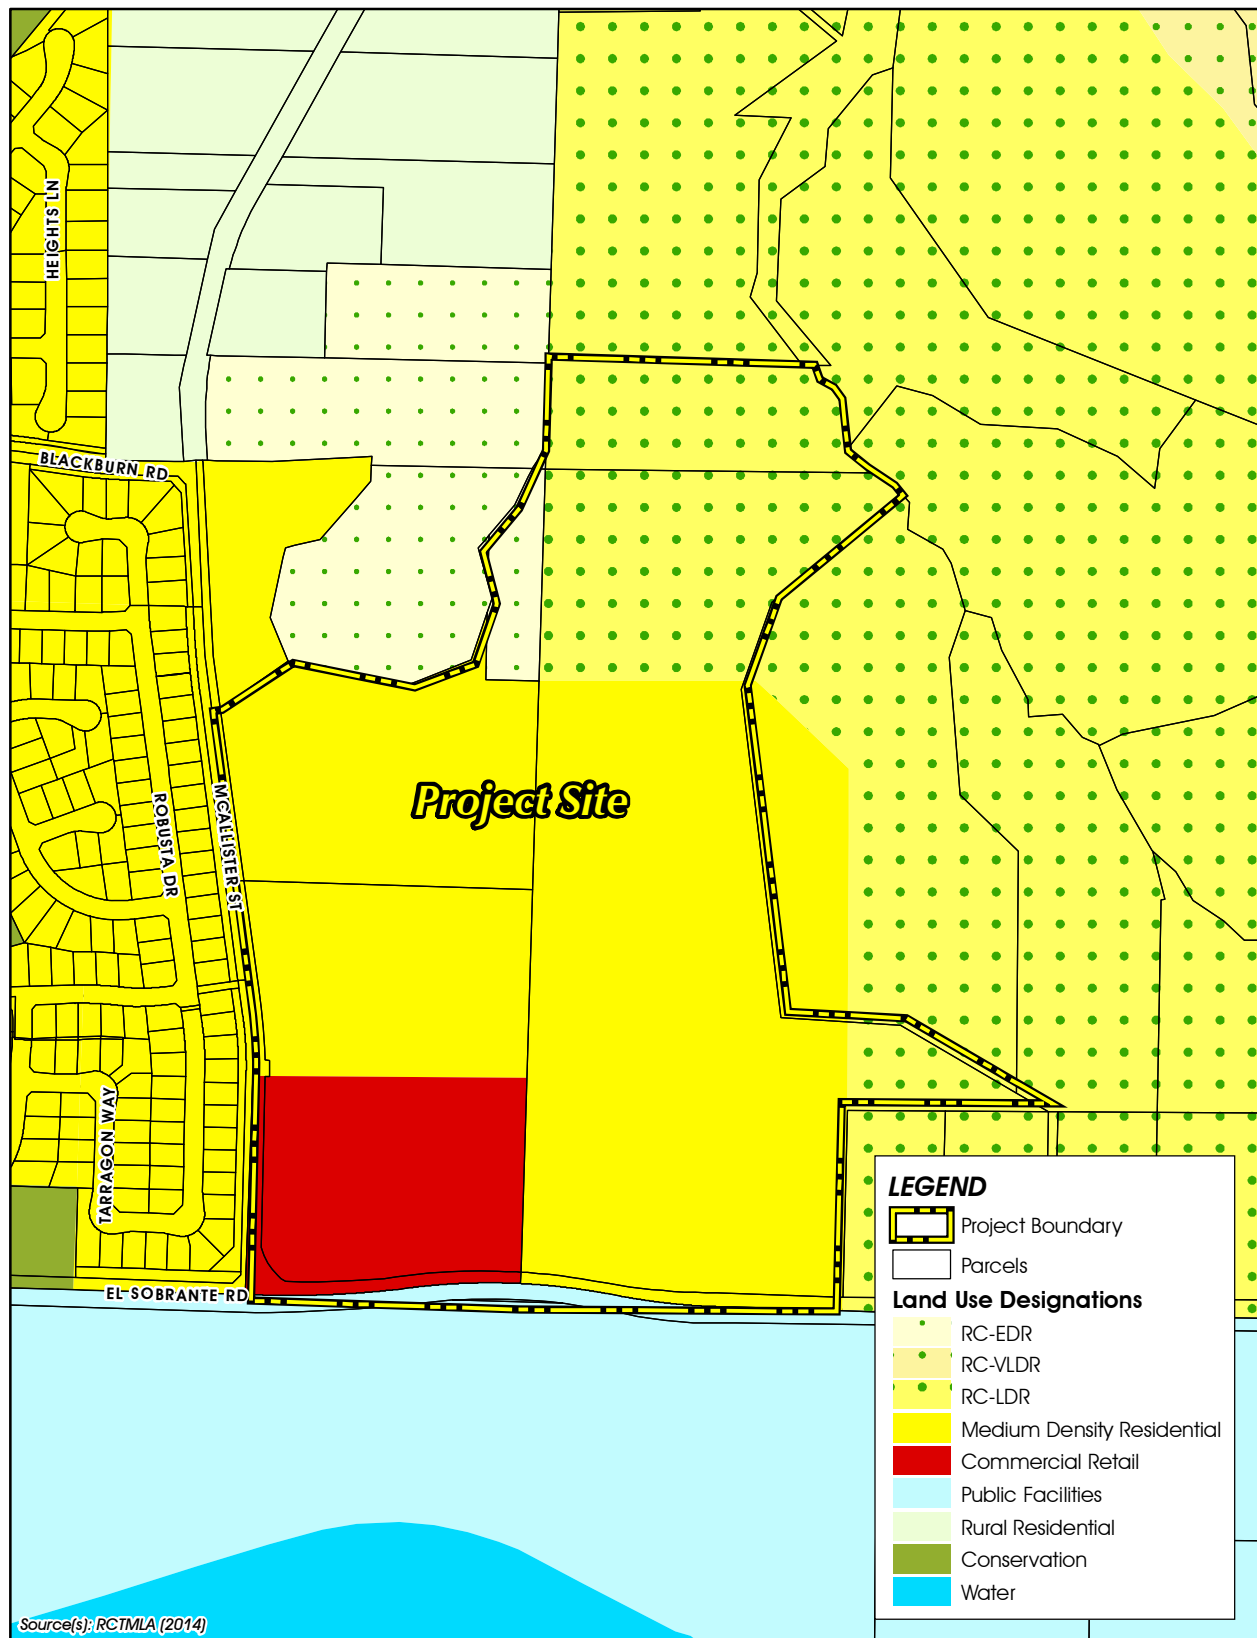 HEIGHTS LN
BLACKBURN RD
Project Site
ROBUSTA DR
MCALLISTER ST
TARRAGON WAY
EL SOBRANTE RD
LEGEND
Project Boundary
Parcels
Land Use Designations
RC-EDR
RC-VLDR
RC-LDR
Medium Density Residential
Commercial Retail
Public Facilities
Rural Residential
Conservation
Water
Source(s): RCTMLA (2014)